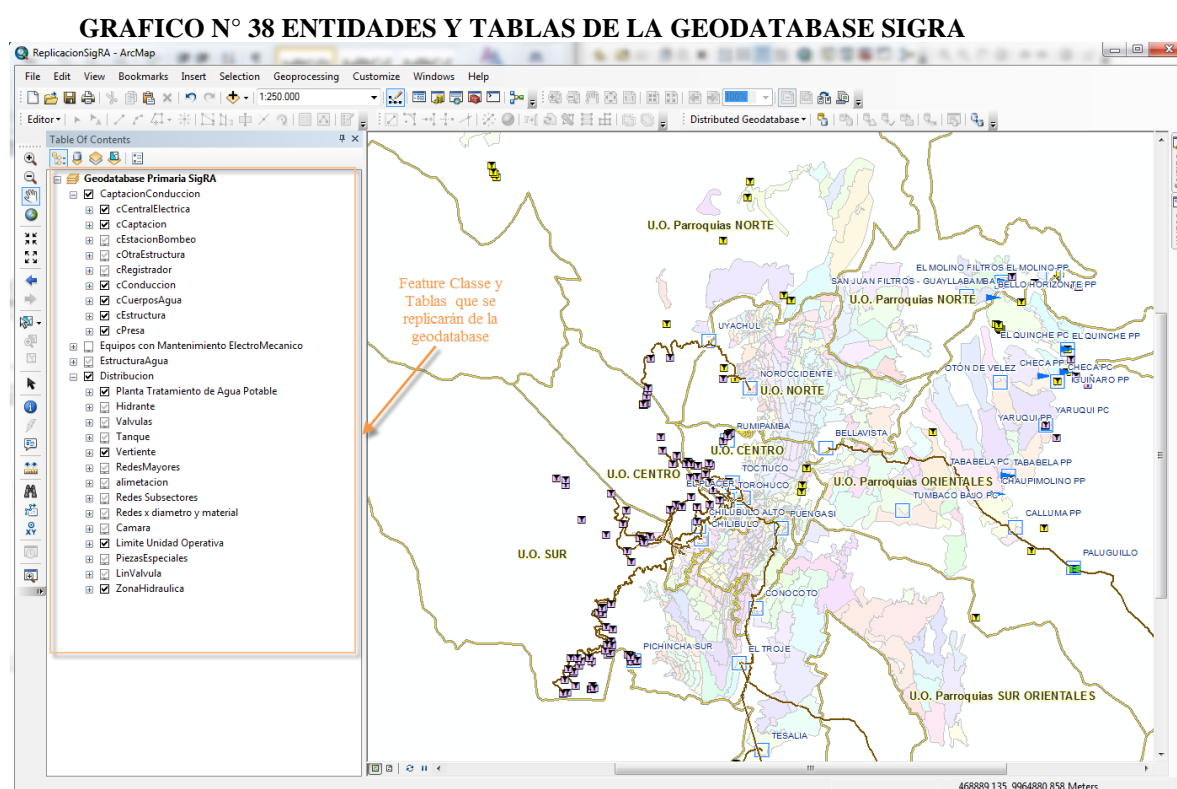 GRAFICO N° 38 ENTIDADES Y TABLAS DE LA GEODATABASE SIGRA
ReplicacionSigRA - ArcMap
File Edit View Bookmarks Insert Selection Geoprocessing Customize Windows Help
1:250.000
100%
Editor
Distributed Geodatabase
Table Of Contents
Geodatabase Primaria SigRA
CaptacionConduccion
cCentralElectrica
cCaptacion
cEstacionBombeo
cOtraEstructura
cRegistrador
cConduccion
cCuerposAgua
cEstructura
cPresa
Equipos con Mantenimiento ElectroMecanico
EstructuraAgua
Distribucion
Planta Tratamiento de Agua Potable
Hidrante
Valvulas
Tanque
Vertiente
RedesMayores
alimetacion
Redes Subsectores
Redes x diametro y material
Camara
Limite Unidad Operativa
PiezasEspeciales
LinValvula
ZonaHidraulica
Feature Classe y
Tablas que se
replicarán de la
geodatabase
U.O. Parroquias NORTE
EL MOLINO FILTROS EL MOLINO PP
SAN JUAN FILTROS - GUAYLLABAMBA
BELLO HORIZONTE PP
U.O. Parroquias NORTE
UYACHUL
EL QUINCHE PC EL QUINCHE PP
NOROCCIDENTE
OTÓN DE VELEZ
CHECA PP
CHECA PC
IGUIÑARO PP
U.O. NORTE
YARUQUI PP
YARUQUI PC
RUMIPAMBA
BELLAVISTA
U.O. CENTRO
TOCTIUCO
TABABELA PC TABABELA PP
U.O. CENTRO
EL PLACER
TOROHUCO
U.O. Parroquias ORIENTALES
CHAUPIMOLINO PP
TUMBACO BAJO PC
CHILIBULO ALTO
PUENGASI
CHILIBULO
CALLUMA PP
U.O. SUR
PALUGUILLO
CONOCOTO
PICHINCHA SUR
EL TROJE
U.O. Parroquias SUR ORIENTALES
TESALIA
468889,135 9964880,858 Meters